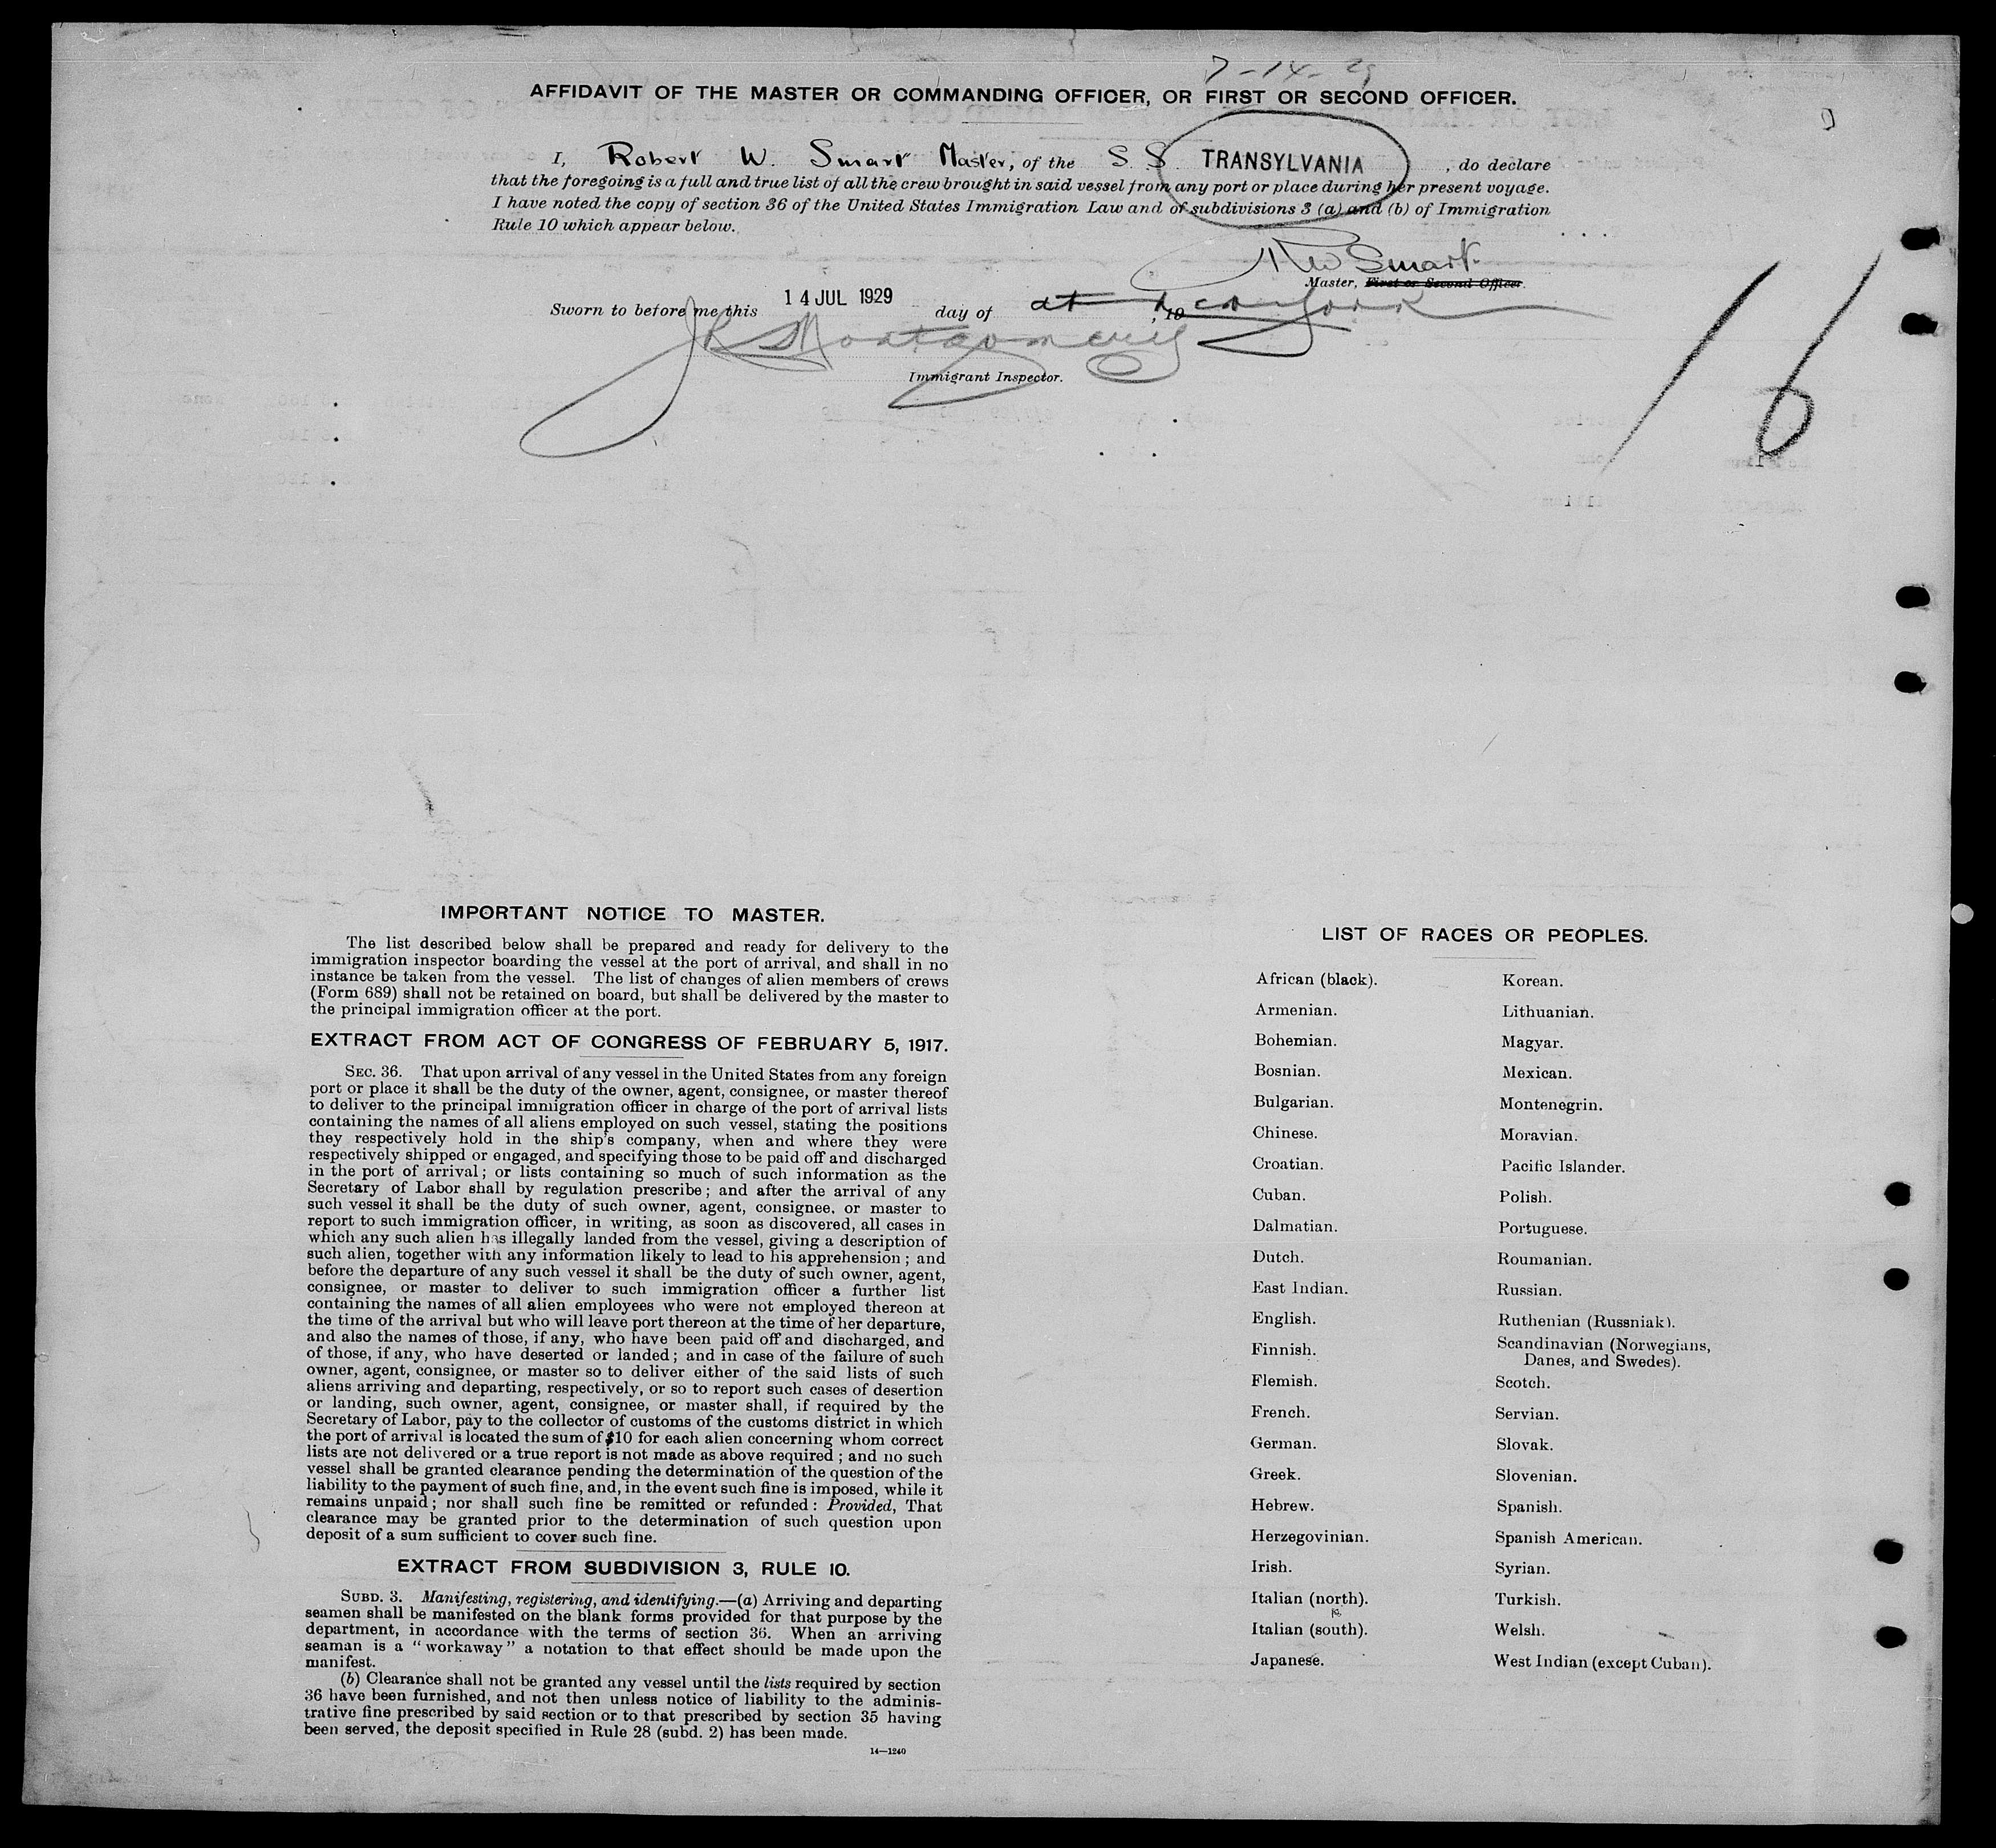 7-14-29
AFFIDAVIT OF THE MASTER OR COMMANDING OFFICER, OR FIRST OR SECOND OFFICER.
I, Robert W. Smart Master, of the S.S. TRANSYLVANIA, do declare
that the foregoing is a full and true list of all the crew brought in said vessel from any port or place during her present voyage.
I have noted the copy of section 36 of the United States Immigration Law and of subdivisions 3 (a) and (b) of Immigration
Rule 10 which appear below.
RW Smart.
Master, First or Second Officer.
Sworn to before me this 14 JUL 1929 day of at New York, 19
J R Montgomery
Immigrant Inspector.
16
IMPORTANT NOTICE TO MASTER.
The list described below shall be prepared and ready for delivery to the
immigration inspector boarding the vessel at the port of arrival, and shall in no
instance be taken from the vessel. The list of changes of alien members of crews
(Form 689) shall not be retained on board, but shall be delivered by the master to
the principal immigration officer at the port.
EXTRACT FROM ACT OF CONGRESS OF FEBRUARY 5, 1917.
SEC. 36. That upon arrival of any vessel in the United States from any foreign
port or place it shall be the duty of the owner, agent, consignee, or master thereof
to deliver to the principal immigration officer in charge of the port of arrival lists
containing the names of all aliens employed on such vessel, stating the positions
they respectively hold in the ship's company, when and where they were
respectively shipped or engaged, and specifying those to be paid off and discharged
in the port of arrival; or lists containing so much of such information as the
Secretary of Labor shall by regulation prescribe; and after the arrival of any
such vessel it shall be the duty of such owner, agent, consignee, or master to
report to such immigration officer, in writing, as soon as discovered, all cases in
which any such alien has illegally landed from the vessel, giving a description of
such alien, together with any information likely to lead to his apprehension; and
before the departure of any such vessel it shall be the duty of such owner, agent,
consignee, or master to deliver to such immigration officer a further list
containing the names of all alien employees who were not employed thereon at
the time of the arrival but who will leave port thereon at the time of her departure,
and also the names of those, if any, who have been paid off and discharged, and
of those, if any, who have deserted or landed; and in case of the failure of such
owner, agent, consignee, or master so to deliver either of the said lists of such
aliens arriving and departing, respectively, or so to report such cases of desertion
or landing, such owner, agent, consignee, or master shall, if required by the
Secretary of Labor, pay to the collector of customs of the customs district in which
the port of arrival is located the sum of $10 for each alien concerning whom correct
lists are not delivered or a true report is not made as above required; and no such
vessel shall be granted clearance pending the determination of the question of the
liability to the payment of such fine, and, in the event such fine is imposed, while it
remains unpaid; nor shall such fine be remitted or refunded: Provided, That
clearance may be granted prior to the determination of such question upon
deposit of a sum sufficient to cover such fine.
EXTRACT FROM SUBDIVISION 3, RULE 10.
SUBD. 3. Manifesting, registering, and identifying.—(a) Arriving and departing
seamen shall be manifested on the blank forms provided for that purpose by the
department, in accordance with the terms of section 36. When an arriving
seaman is a "workaway" a notation to that effect should be made upon the
manifest.
(b) Clearance shall not be granted any vessel until the lists required by section
36 have been furnished, and not then unless notice of liability to the adminis-
trative fine prescribed by said section or to that prescribed by section 35 having
been served, the deposit specified in Rule 28 (subd. 2) has been made.
14—1240
LIST OF RACES OR PEOPLES.
African (black).
Armenian.
Bohemian.
Bosnian.
Bulgarian.
Chinese.
Croatian.
Cuban.
Dalmatian.
Dutch.
East Indian.
English.
Finnish.
Flemish.
French.
German.
Greek.
Hebrew.
Herzegovinian.
Irish.
Italian (north).
Italian (south).
Japanese.
Korean.
Lithuanian.
Magyar.
Mexican.
Montenegrin.
Moravian.
Pacific Islander.
Polish.
Portuguese.
Roumanian.
Russian.
Ruthenian (Russniak).
Scandinavian (Norwegians,
Danes, and Swedes).
Scotch.
Servian.
Slovak.
Slovenian.
Spanish.
Spanish American.
Syrian.
Turkish.
Welsh.
West Indian (except Cuban).